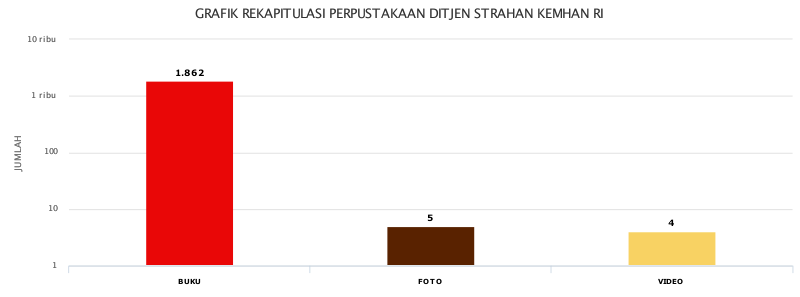 GRAFIK REKAPITULASI PERPUSTAKAAN DITJEN STRAHAN KEMHAN RI
JUMLAH
10 ribu
1 ribu
100
10
1
1.862
5
4
BUKU
FOTO
VIDEO